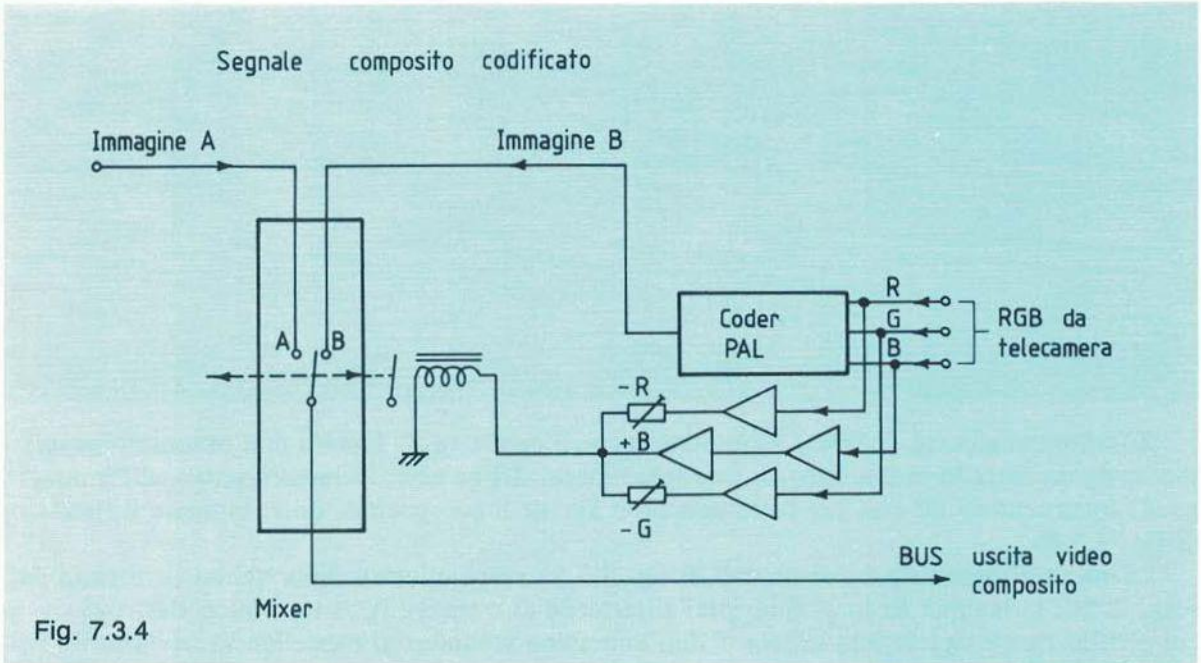 Segnale composito codificato
Immagine A
Immagine B
A
B
R
G
B
Coder
PAL
RGB da
telecamera
-R
+B
-G
BUS uscita video
composito
Mixer
Fig. 7.3.4